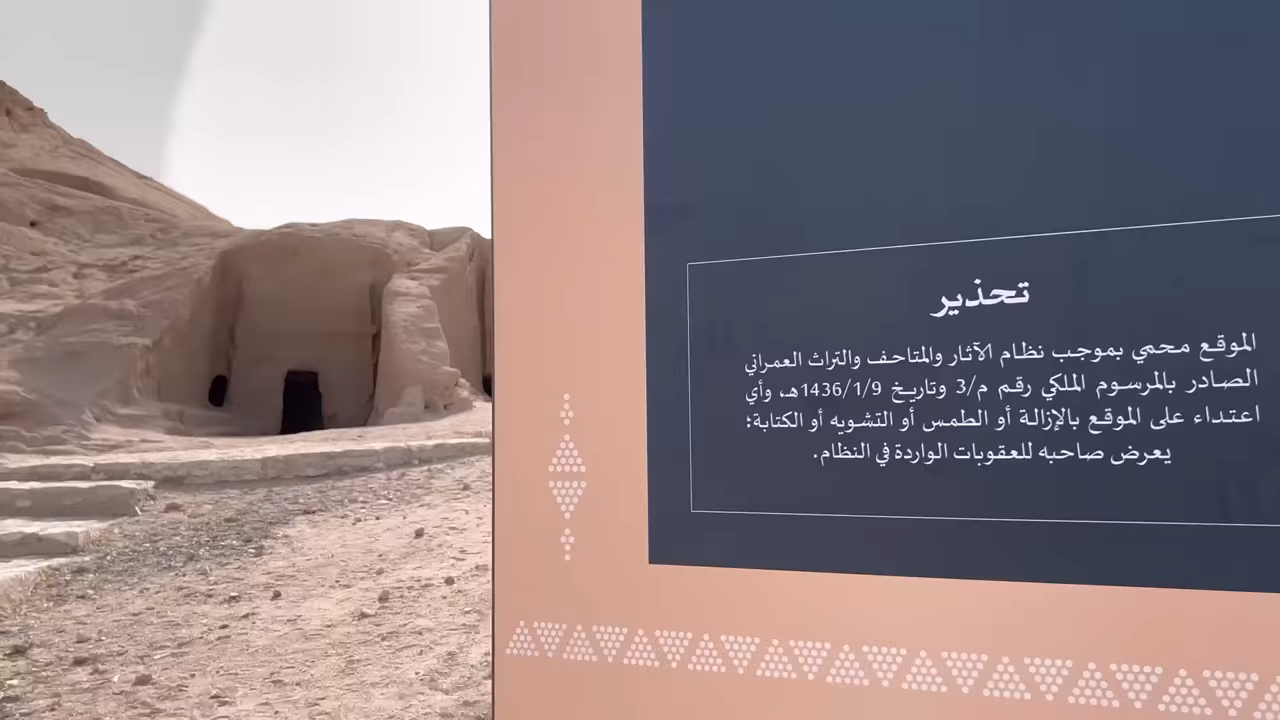 تحذير
الموقع محمي بموجب نظام الآثار والمتاحف والتراث العمراني
الصادر بالمرسوم الملكي رقم م/3 وتاريخ 1436/1/9هـ، وأي
اعتداء على الموقع بالإزالة أو الطمس أو التشويه أو الكتابة؛
يعرض صاحبه للعقوبات الواردة في النظام.